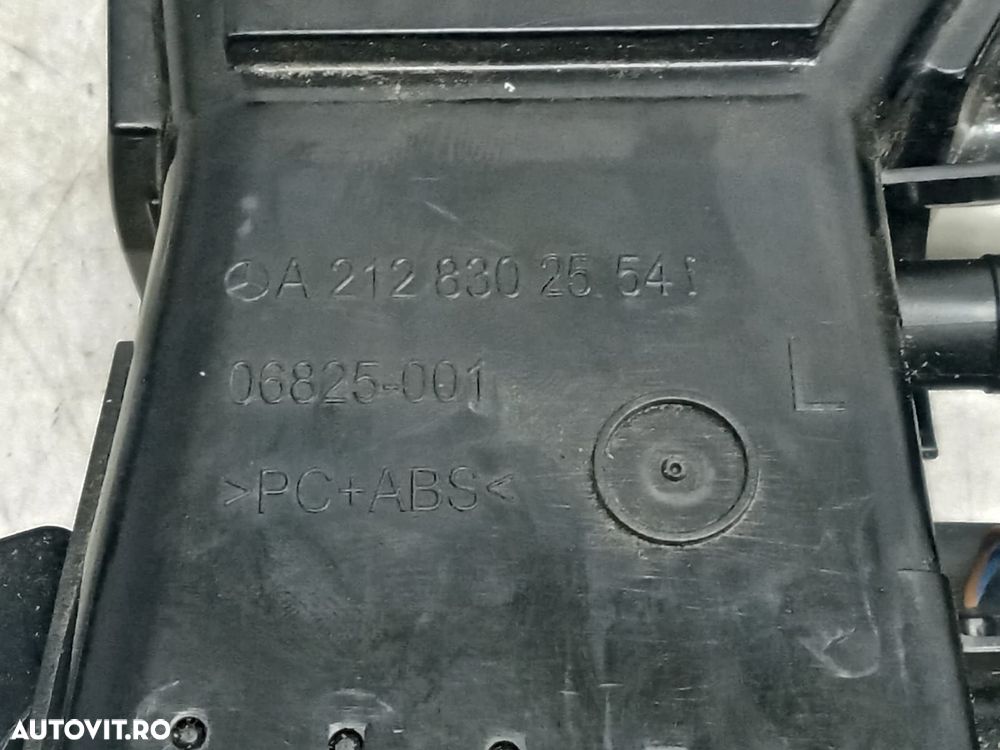 A 212 830 25 54
06825-001
L
>PC+ABS<
AUTOVIT.RO